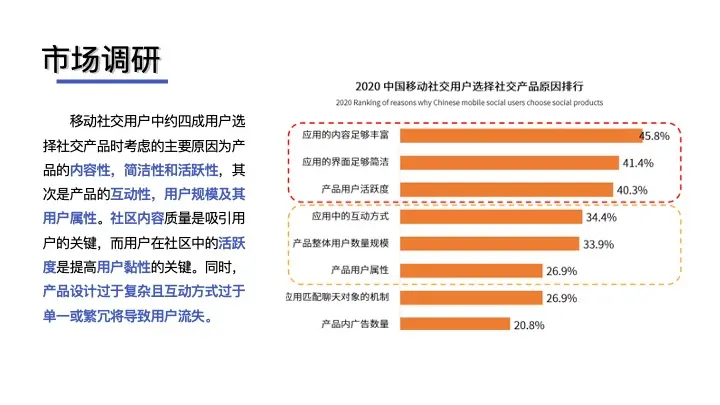 市场调研
移动社交用户中约四成用户选
择社交产品时考虑的主要原因为产
品的内容性，简洁性和活跃性，其
次是产品的互动性，用户规模及其
用户属性。社区内容质量是吸引用
户的关键，而用户在社区中的活跃
度是提高用户黏性的关键。同时，
产品设计过于复杂且互动方式过于
单一或繁冗将导致用户流失。
2020 中国移动社交用户选择社交产品原因排行
2020 Ranking of reasons why Chinese mobile social users choose social products
应用的内容足够丰富 45.8%
应用的界面足够简洁 41.4%
产品用户活跃度 40.3%
应用中的互动方式 34.4%
产品整体用户数量规模 33.9%
产品用户属性 26.9%
应用匹配聊天对象的机制 26.9%
产品内广告数量 20.8%